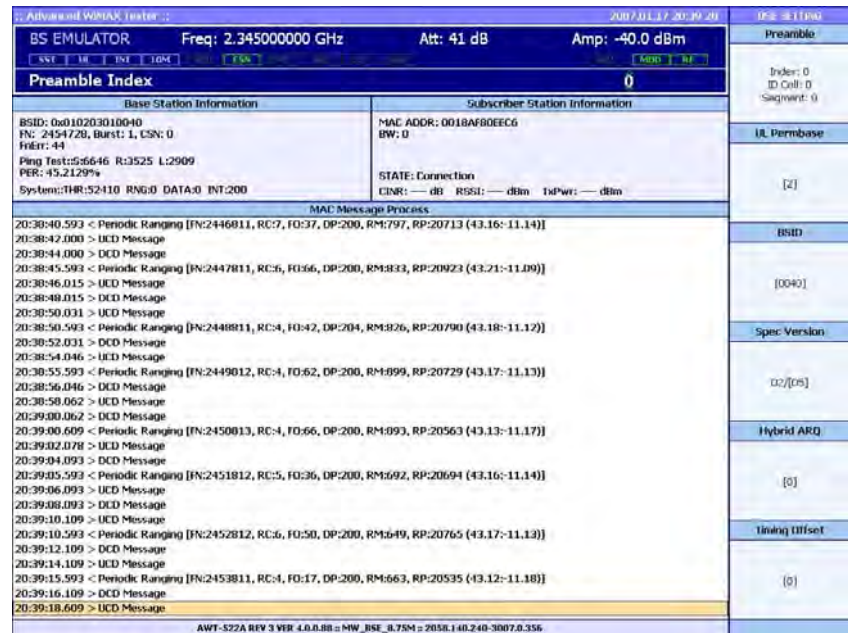 :: Advanced WiMAX Tester ::
2007.01.17 20:39:20
BS EMULATOR
Freq: 2.345000000 GHz
Att: 41 dB
Amp: -40.0 dBm
SST UL INT LOM
ESN
MOD RF
Preamble Index
0
Base Station Information
Subscriber Station Information
BSID: 0x010203010040
FN: 2454728, Burst: 1, CSN: 0
FnErr: 44
Ping Test::S:6646 R:3525 L:2909
PER: 45.2129%
System::THR:52410 RNG:0 DATA:0 INT:200
MAC ADDR: 0018AF80EEC6
BW: 0
STATE: Connection
CINR: --- dB RSSI: --- dBm TxPwr: --- dBm
MAC Message Process
20:38:40.593 < Periodic Ranging [FN:2446811, RC:7, FO:37, DP:200, RM:797, RP:20713 (43.16:-11.14)]
20:38:42.000 > UCD Message
20:38:44.000 > DCD Message
20:38:45.593 < Periodic Ranging [FN:2447811, RC:6, FO:66, DP:200, RM:833, RP:20923 (43.21:-11.09)]
20:38:46.015 > UCD Message
20:38:48.015 > DCD Message
20:38:50.031 > UCD Message
20:38:50.593 < Periodic Ranging [FN:2448811, RC:4, FO:42, DP:204, RM:826, RP:20790 (43.18:-11.12)]
20:38:52.031 > DCD Message
20:38:54.046 > UCD Message
20:38:55.593 < Periodic Ranging [FN:2449812, RC:4, FO:62, DP:200, RM:899, RP:20729 (43.17:-11.13)]
20:38:56.046 > DCD Message
20:38:58.062 > UCD Message
20:39:00.062 > DCD Message
20:39:00.609 < Periodic Ranging [FN:2450813, RC:4, FO:66, DP:200, RM:893, RP:20563 (43.13:-11.17)]
20:39:02.078 > UCD Message
20:39:04.093 > DCD Message
20:39:05.593 < Periodic Ranging [FN:2451812, RC:5, FO:36, DP:200, RM:692, RP:20694 (43.16:-11.14)]
20:39:06.093 > UCD Message
20:39:08.093 > DCD Message
20:39:10.109 > UCD Message
20:39:10.593 < Periodic Ranging [FN:2452812, RC:6, FO:50, DP:200, RM:649, RP:20765 (43.17:-11.13)]
20:39:12.109 > DCD Message
20:39:14.109 > UCD Message
20:39:15.593 < Periodic Ranging [FN:2453811, RC:4, FO:17, DP:200, RM:663, RP:20535 (43.12:-11.18)]
20:39:16.109 > DCD Message
20:39:18.609 > UCD Message
AWT-522A REV 3 VER 4.0.0.88 :: MW_BSE_8.75M :: 2058.140.240-3007.0.356
BSE SETTING
Preamble
Index: 0
ID Cell: 0
Segment: 0
UL Permbase
[2]
BSID
[0040]
Spec Version
D2/[D5]
Hybrid ARQ
[0]
Timing Offset
[0]